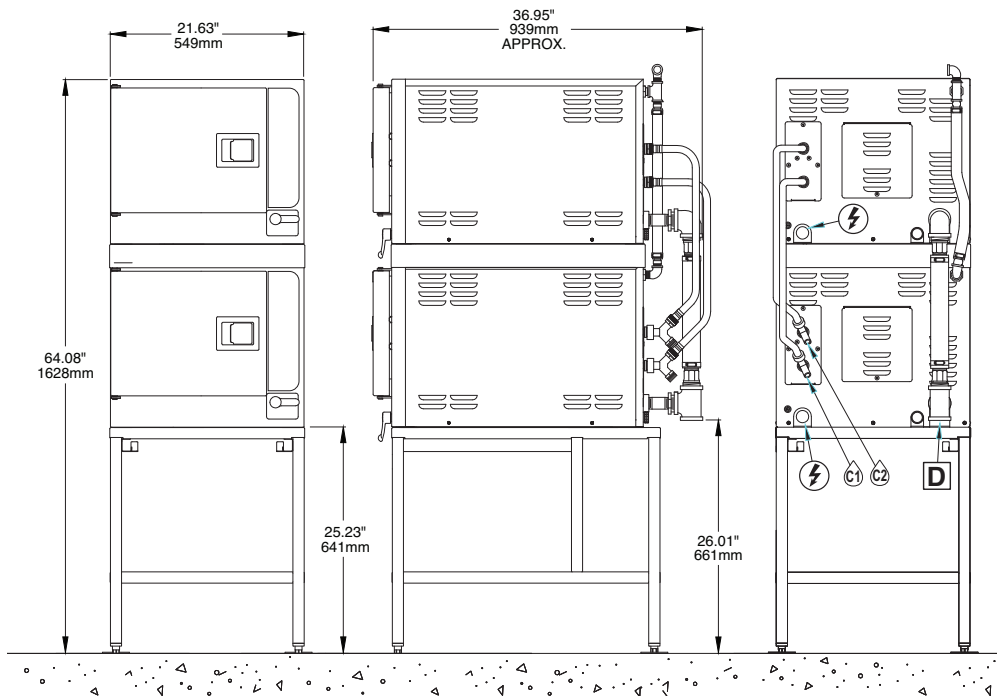 21.63"
549mm
36.95"
939mm
APPROX.
64.08"
1628mm
25.23"
641mm
26.01"
661mm
C1
C2
D